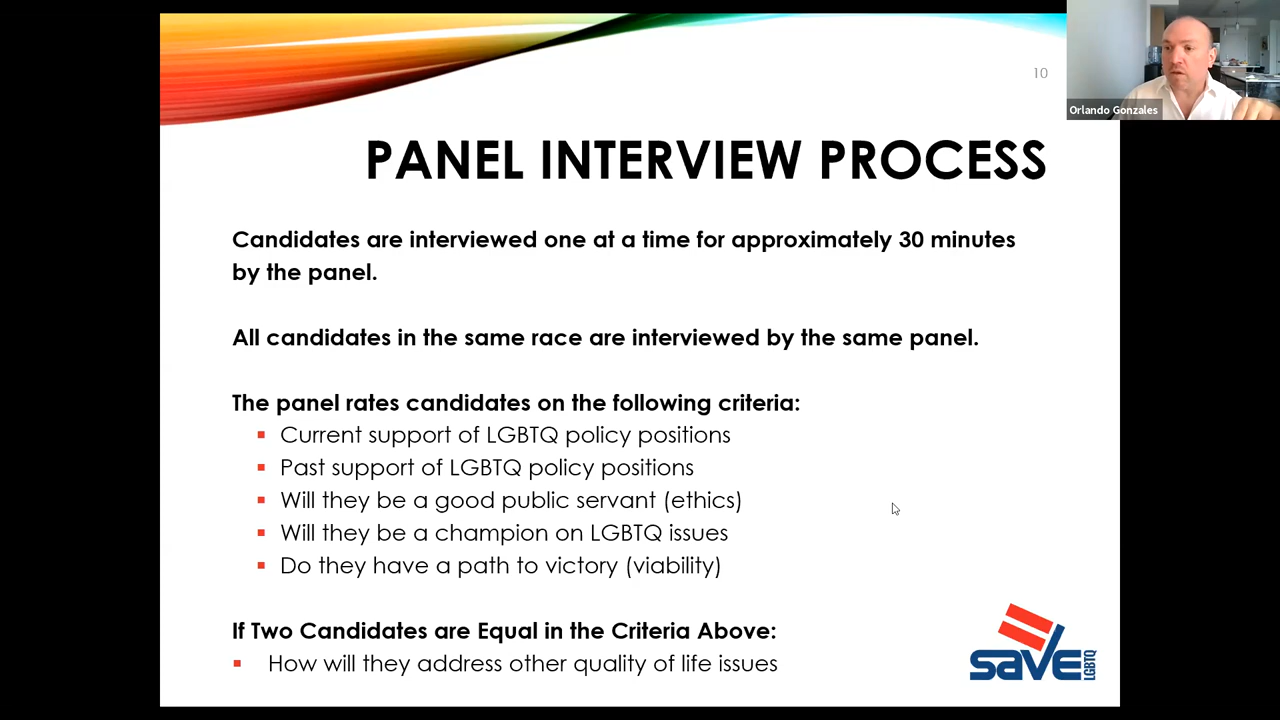 10
Orlando Gonzales
PANEL INTERVIEW PROCESS
Candidates are interviewed one at a time for approximately 30 minutes
by the panel.
All candidates in the same race are interviewed by the same panel.
The panel rates candidates on the following criteria:
Current support of LGBTQ policy positions
Past support of LGBTQ policy positions
Will they be a good public servant (ethics)
Will they be a champion on LGBTQ issues
Do they have a path to victory (viability)
If Two Candidates are Equal in the Criteria Above:
How will they address other quality of life issues
save LGBTQ